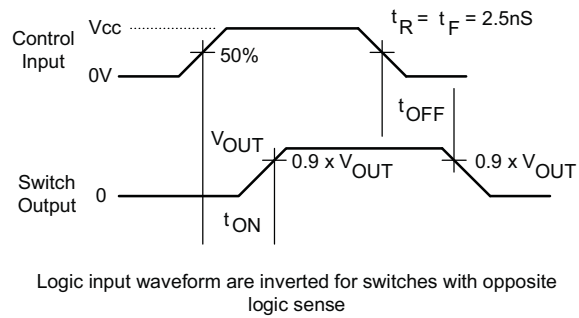 Vcc
tR = tF = 2.5nS
Control
Input
50%
0V
tOFF
VOUT
0.9 x VOUT
0.9 x VOUT
Switch
Output
0
tON
Logic input waveform are inverted for switches with opposite
logic sense